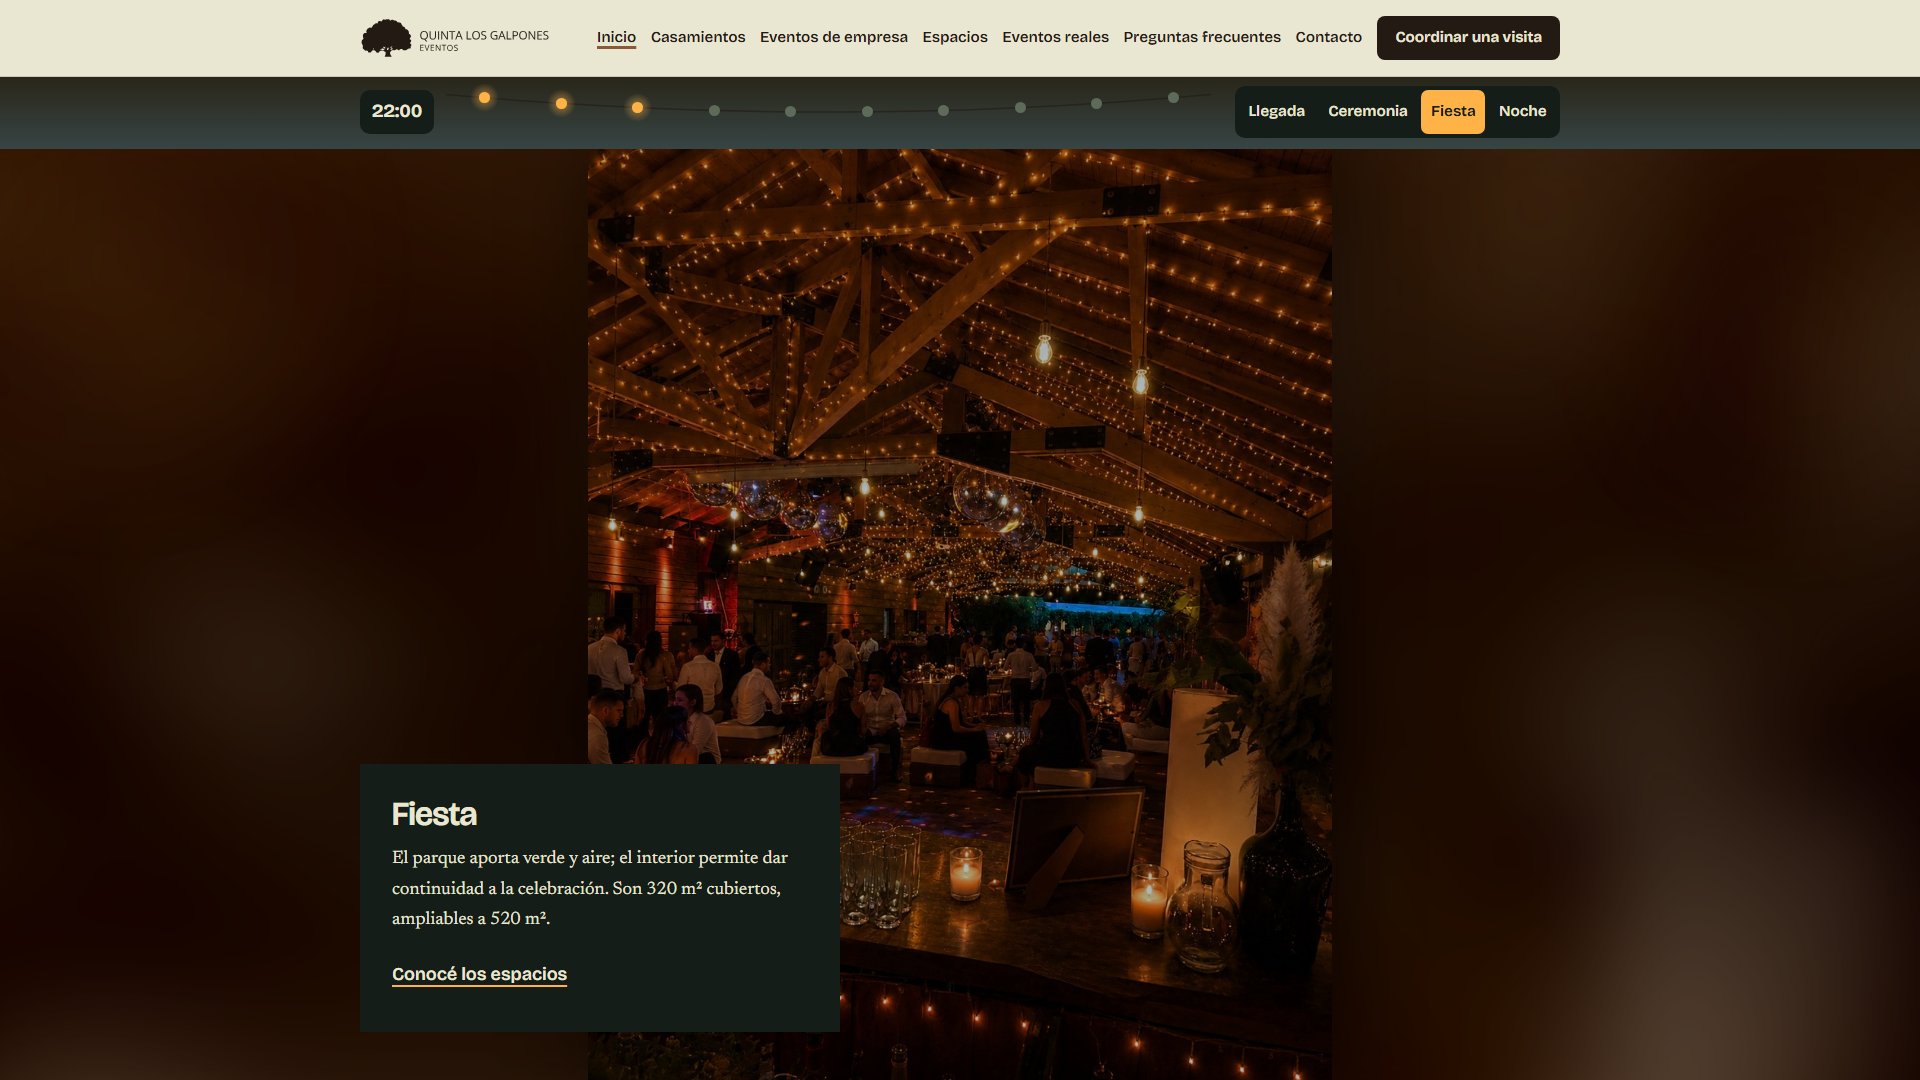 QUINTA LOS GALPONES
EVENTOS
Inicio
Casamientos
Eventos de empresa
Espacios
Eventos reales
Preguntas frecuentes
Contacto
Coordinar una visita
22:00
Llegada
Ceremonia
Fiesta
Noche
Fiesta
El parque aporta verde y aire; el interior permite dar
continuidad a la celebración. Son 320 m² cubiertos,
ampliables a 520 m².
Conocé los espacios